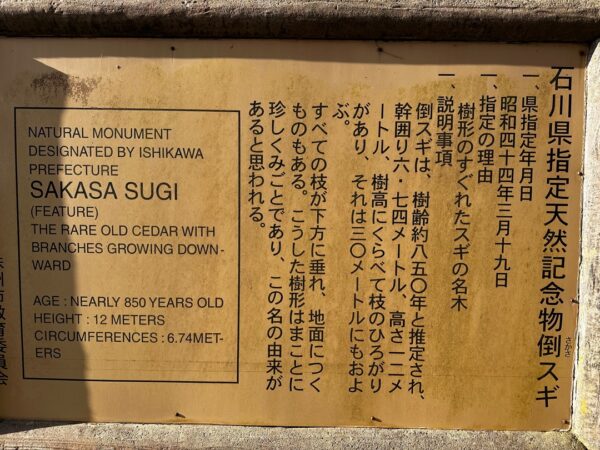 石川県指定天然記念物倒スギ
さかさ
一、県指定年月日
昭和四十四年三月十九日
一、指定の理由
樹形のすぐれたスギの名木
一、説明事項
倒スギは、樹齢約八五〇年と推定され、
幹囲り六・七四メートル、高さ一二メ
ートル、樹高にくらべて枝のひろがり
があり、それは三〇メートルにもおよ
ぶ。
すべての枝が下方に垂れ、地面につく
ものもある。こうした樹形はまことに
珍しくみごとであり、この名の由来が
あると思われる。
NATURAL MONUMENT
DESIGNATED BY ISHIKAWA
PREFECTURE
SAKASA SUGI
(FEATURE)
THE RARE OLD CEDAR WITH
BRANCHES GROWING DOWN-
WARD
AGE : NEARLY 850 YEARS OLD
HEIGHT : 12 METERS
CIRCUMFERENCES : 6.74MET-
ERS
市教育委員会